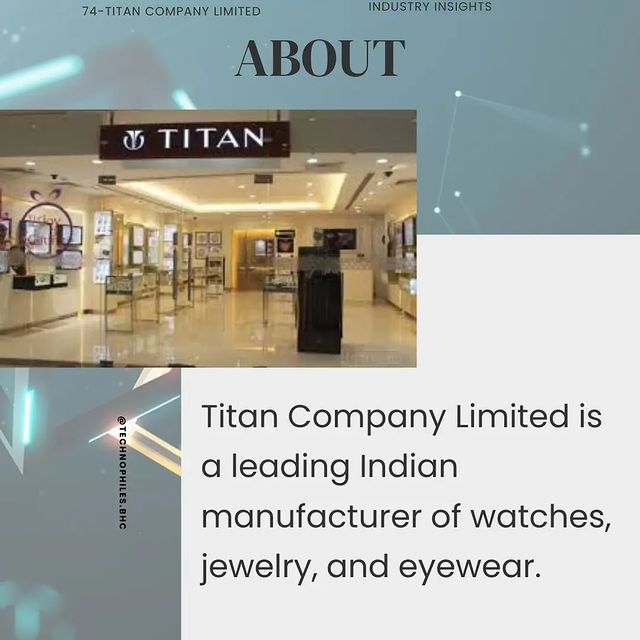 74-TITAN COMPANY LIMITED
INDUSTRY INSIGHTS
ABOUT
TITAN
@TECHNOPHILES.BHC
Titan Company Limited is
a leading Indian
manufacturer of watches,
jewelry, and eyewear.